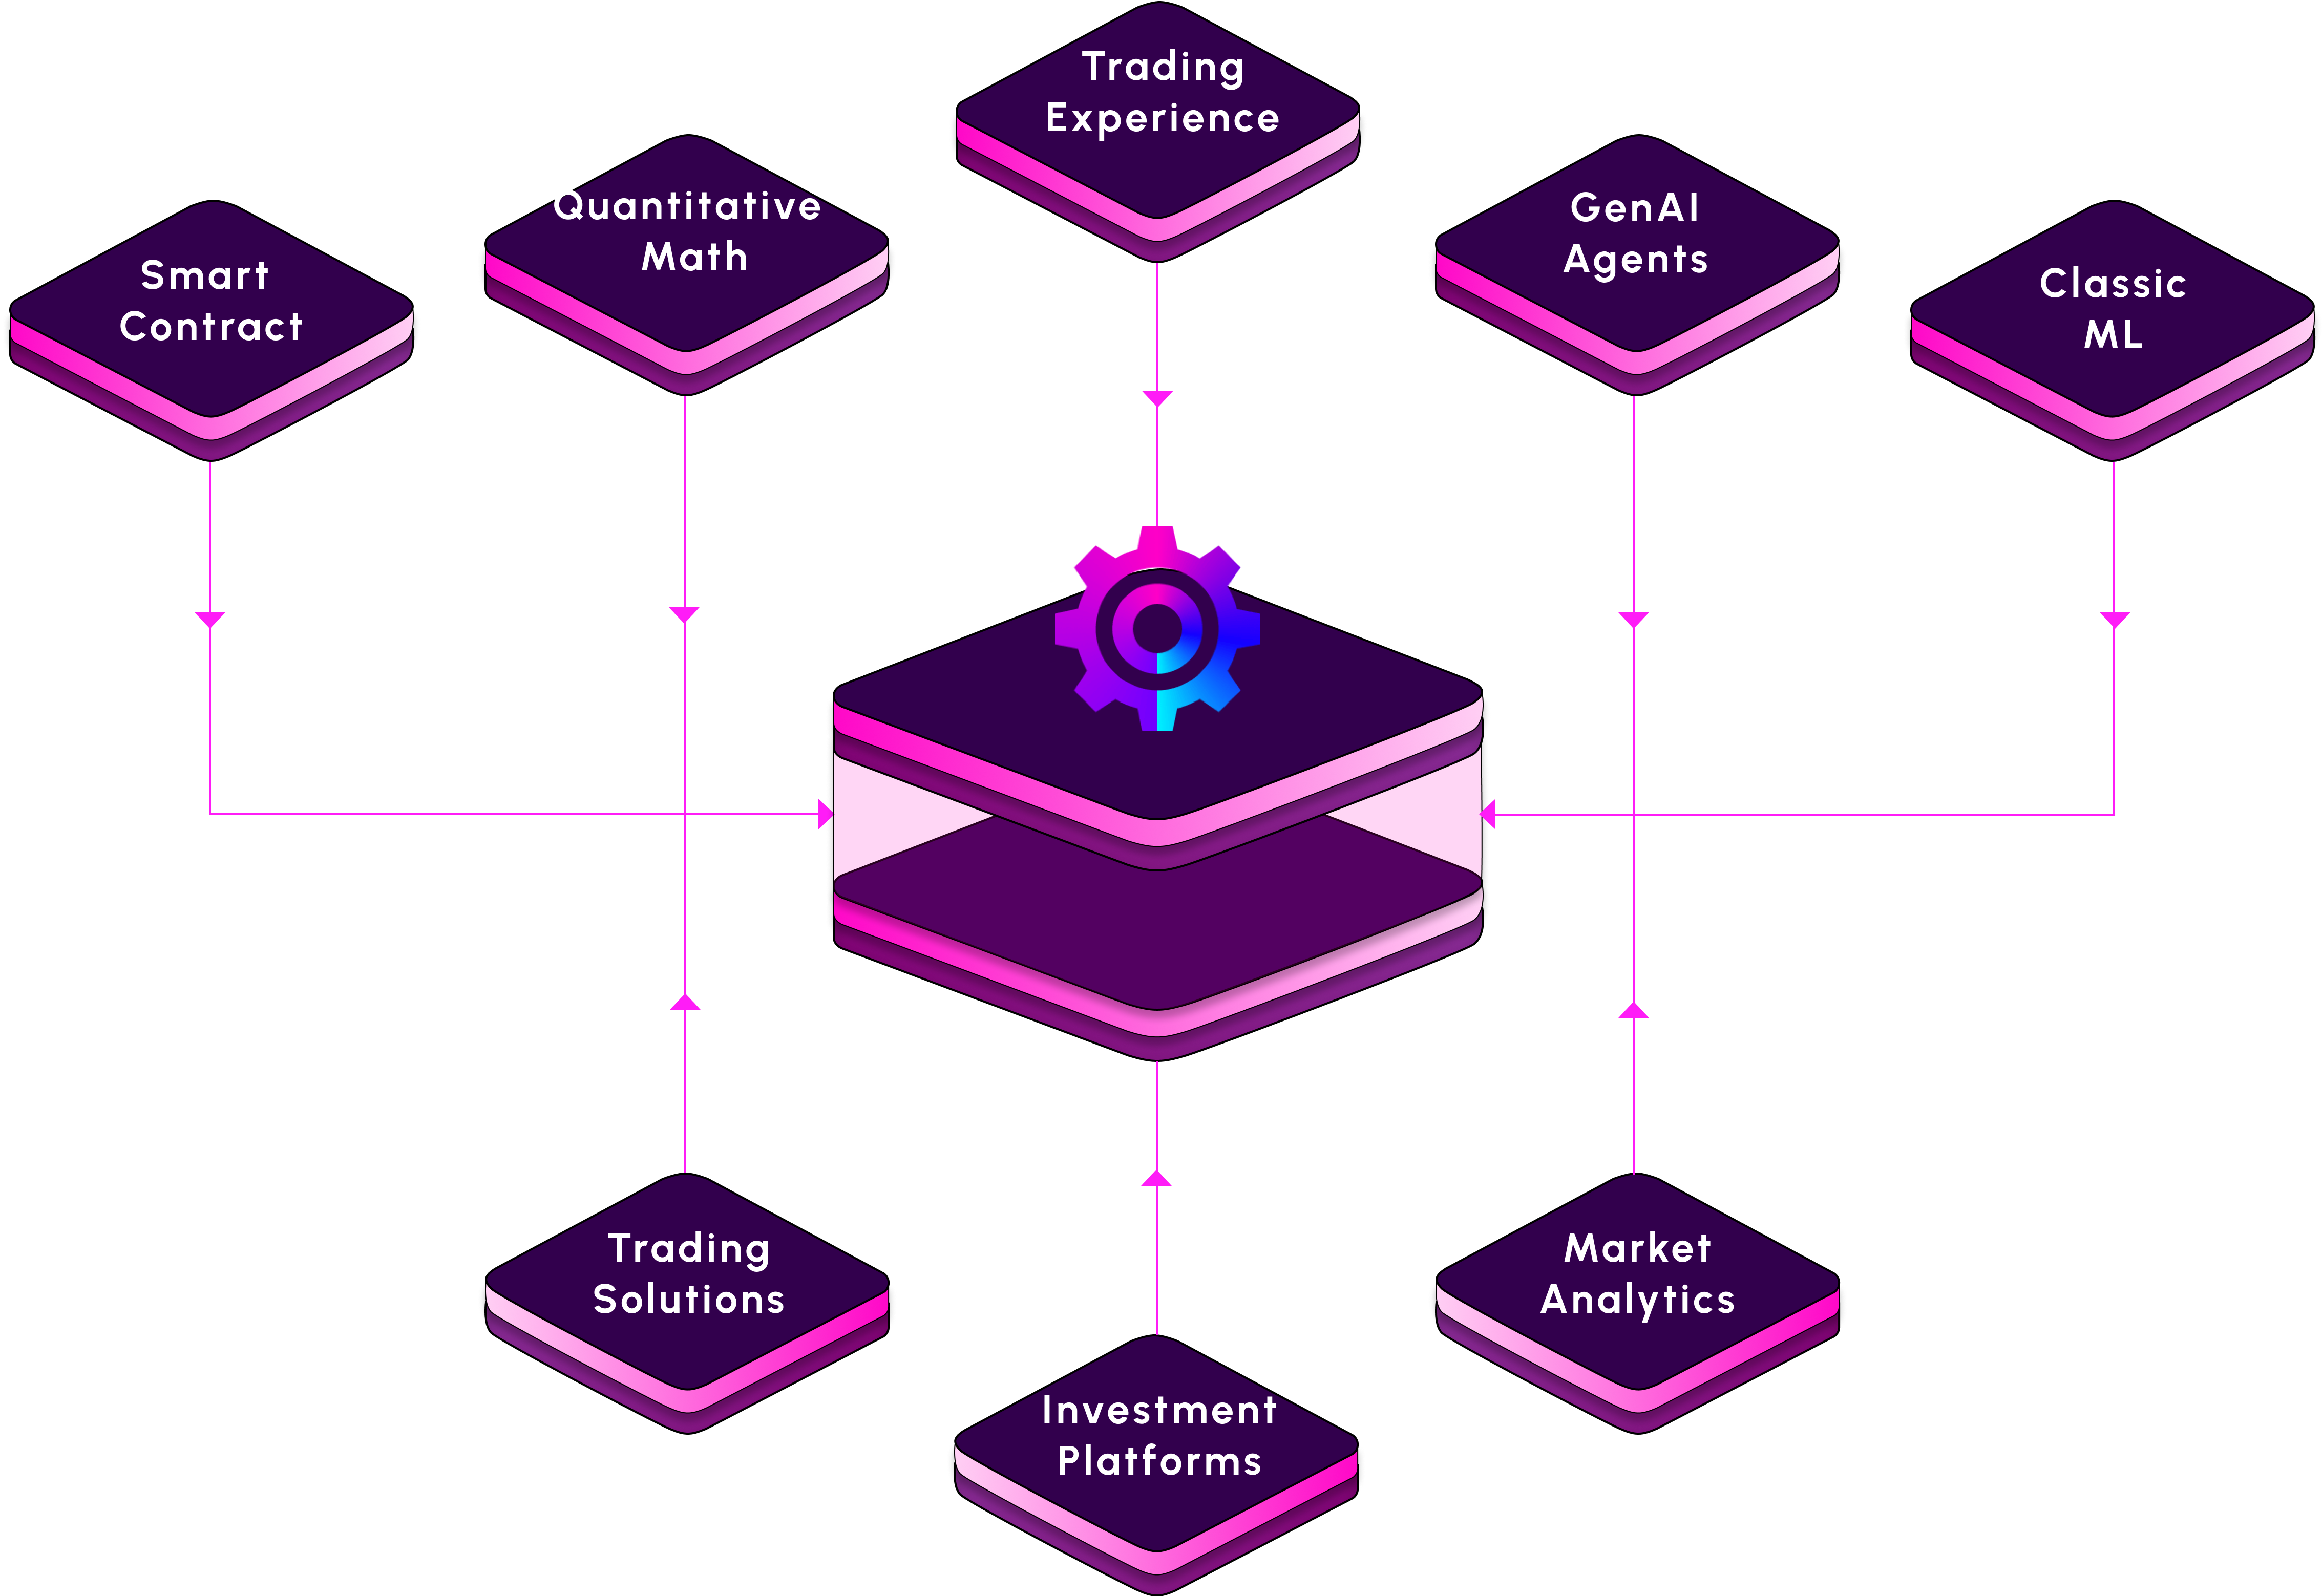 Trading
Experience
Quantitative
Math
GenAI
Agents
Smart
Contract
Classic
ML
Trading
Solutions
Market
Analytics
Investment
Platforms